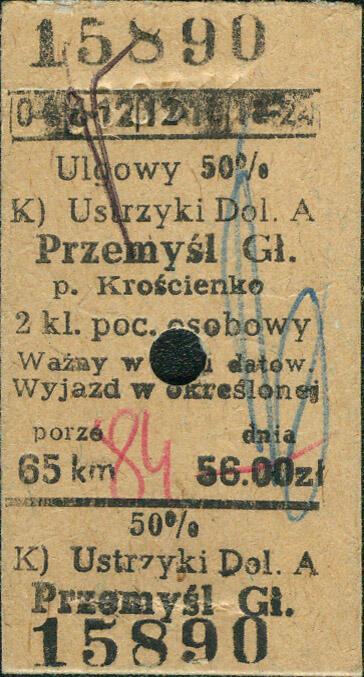 15890
Ulgowy 50%
K) Ustrzyki Dol. A
Przemyśl Gł.
p. Krościenko
2 kl. poc. osobowy
Ważny w i datow.
Wyjazd w określonej
porze dnia
65 km 84 56.00zł
50%
K) Ustrzyki Dol. A
Przemyśl Gł.
15890